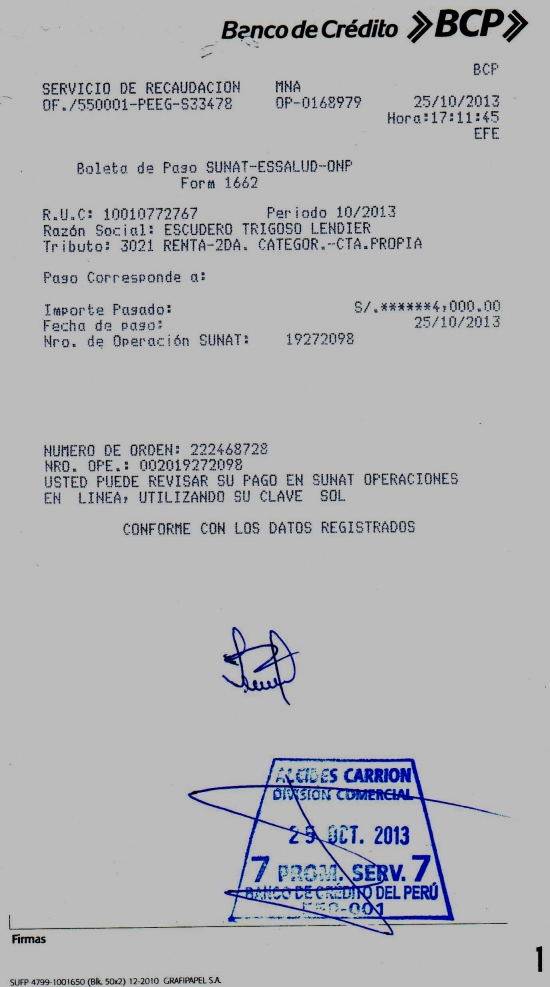 Banco de Crédito BCP
BCP
SERVICIO DE RECAUDACION MNA
OF./550001-PEEG-S33478 OP-0168979 25/10/2013
Hora:17:11:45
EFE
Boleta de Pago SUNAT-ESSALUD-ONP
Form 1662
R.U.C: 10010772767 Periodo 10/2013
Razón Social: ESCUDERO TRIGOSO LENDIER
Tributo: 3021 RENTA-2DA. CATEGOR.-CTA.PROPIA
Pago Corresponde a:
Importe Pagado: S/.******4,000.00
Fecha de pago: 25/10/2013
Nro. de Operación SUNAT: 19272098
NUMERO DE ORDEN: 222468728
NRO. OPE.: 002019272098
USTED PUEDE REVISAR SU PAGO EN SUNAT OPERACIONES
EN LINEA, UTILIZANDO SU CLAVE SOL
CONFORME CON LOS DATOS REGISTRADOS
ALCIDES CARRION
DIVISIÓN COMERCIAL
25 OCT. 2013
7 PROM. SERV. 7
BANCO DE CRÉDITO DEL PERÚ
Firmas
1
SUFP 4799-1001650 (Blk. 50x2) 12-2010 GRAFIPAPEL S.A.